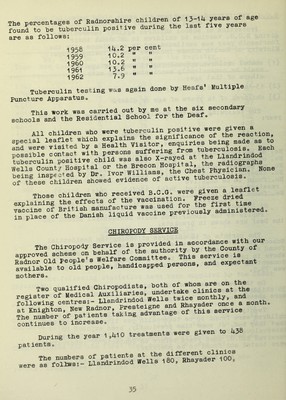 The percentages of Radnorshire children of 13-14 years of age
found to be tuberculin positive during the last five years
are as follows:
1958 14.2 per cent
1959 10.2 " "
1960 10.2 " "
1961 13.6 " "
1962 7.9 " "
Tuberculin testing was again done by Heafs' Multiple
Puncture Apparatus.
This work was carried out by me at the six secondary
schools and the Residential School for the Deaf.
All children who were tuberculin positive were given a
special leaflet which explains the significance of the reaction,
and were visited by a Health Visitor, enquiries being made as to
possible contact with persons suffering from tuberculosis. Each
tuberculin positive child was also X-rayed at the Llandrindod
Wells County Hospital or the Brecon Hospital, the radiographs
being inspected by Dr. Ivor Williams, the Chest Physician. None
of these children showed evidence of active tuberculosis.
Those children who received B.C.G. were given a leaflet
explaining the effects of the vaccination. Freeze dried
vaccine of British manufacture was used for the first time
in place of the Danish liquid vaccine previously administered.
CHIROPODY SERVICE
The Chiropody Service is provided in accordance with our
approved scheme on behalf of the authority by the County of
Radnor Old People's Welfare Committee. This service is
available to old people, handicapped persons, and expectant
mothers.
Two qualified Chiropodists, both of whom are on the
register of Medical Auxiliaries, undertake clinics at the
following centres:- Llandrindod Wells twice monthly, and
at Knighton, New Radnor, Presteigne and Rhayader once a month.
The number of patients taking advantage of this service
continues to increase.
During the year 1,410 treatments were given to 438
patients.
The numbers of patients at the different clinics
were as follows:- Llandrindod Wells 180, Rhayader 100,
35